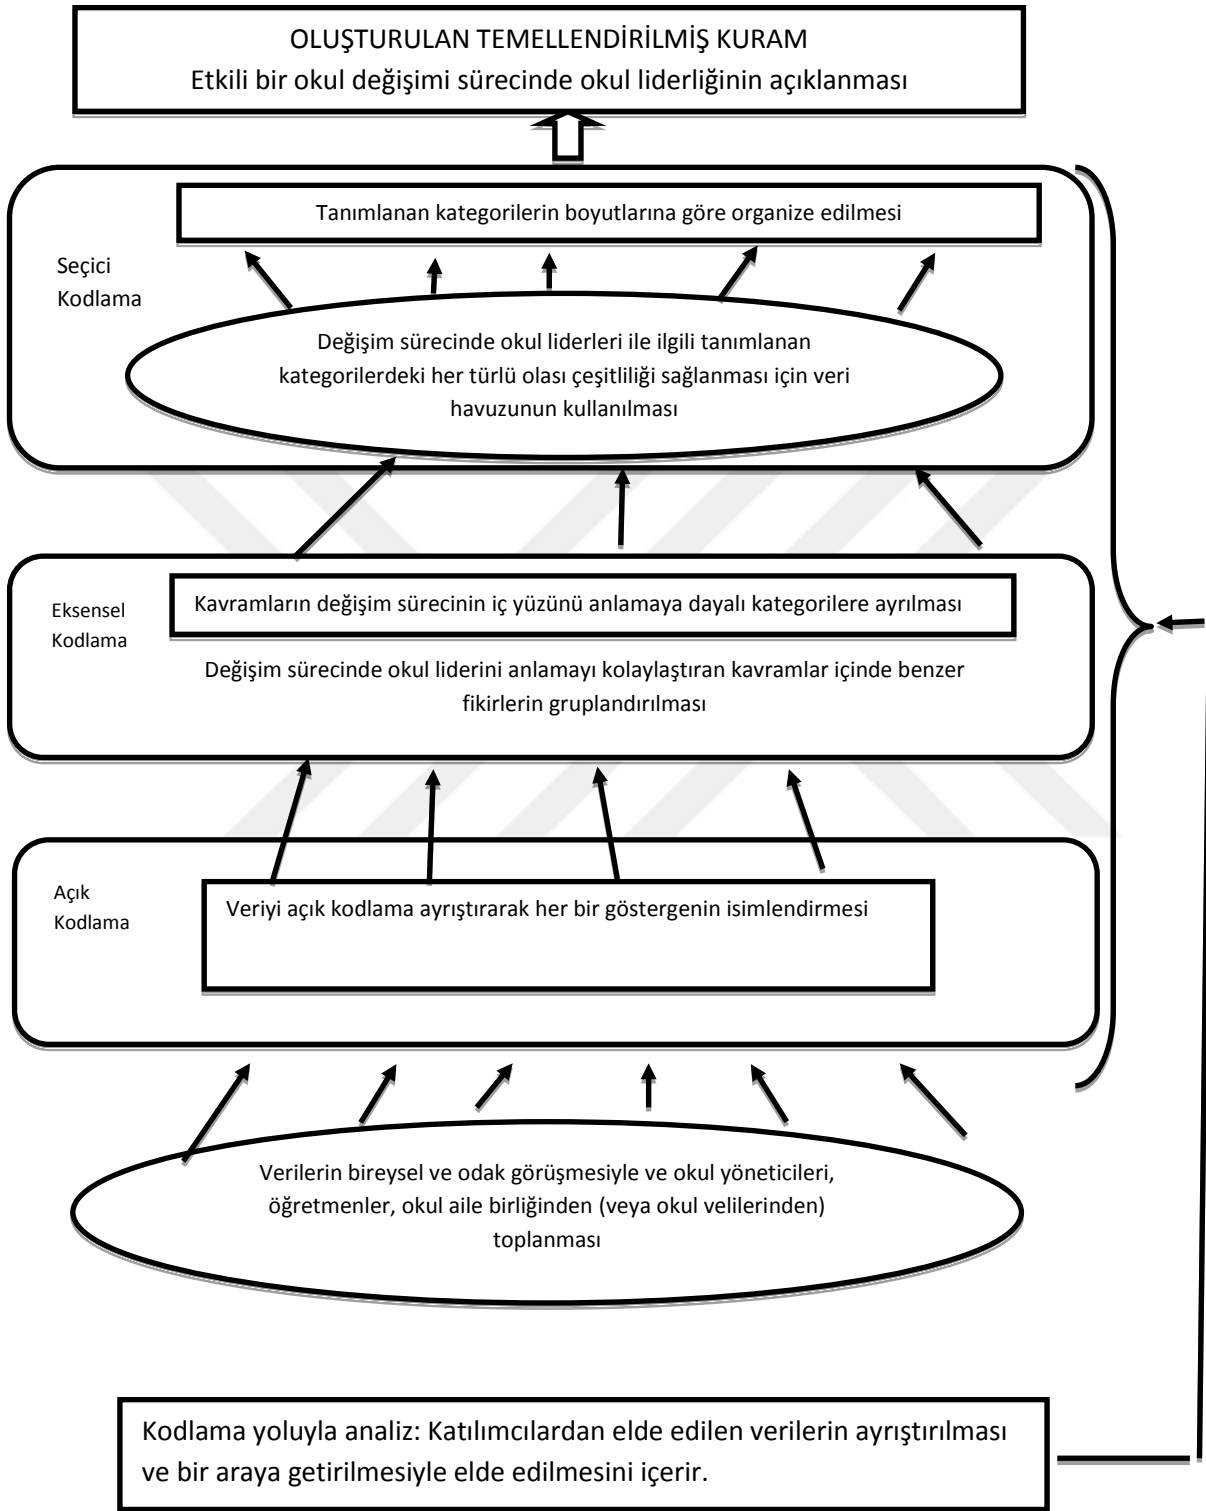 OLUŞTURULAN TEMELLENDİRİLMİŞ KURAM
Etkili bir okul değişimi sürecinde okul liderliğinin açıklanması
Tanımlanan kategorilerin boyutlarına göre organize edilmesi
Seçici
Kodlama
Değişim sürecinde okul liderleri ile ilgili tanımlanan
kategorilerdeki her türlü olası çeşitliliği sağlanması için veri
havuzunun kullanılması
Eksensel
Kodlama
Kavramların değişim sürecinin iç yüzünü anlamaya dayalı kategorilere ayrılması
Değişim sürecinde okul liderini anlamayı kolaylaştıran kavramlar içinde benzer
fikirlerin gruplandırılması
Açık
Kodlama
Veriyi açık kodlama ayrıştırarak her bir göstergenin isimlendirmesi
Verilerin bireysel ve odak görüşmesiyle ve okul yöneticileri,
öğretmenler, okul aile birliğinden (veya okul velilerinden)
toplanması
Kodlama yoluyla analiz: Katılımcılardan elde edilen verilerin ayrıştırılması
ve bir araya getirilmesiyle elde edilmesini içerir.